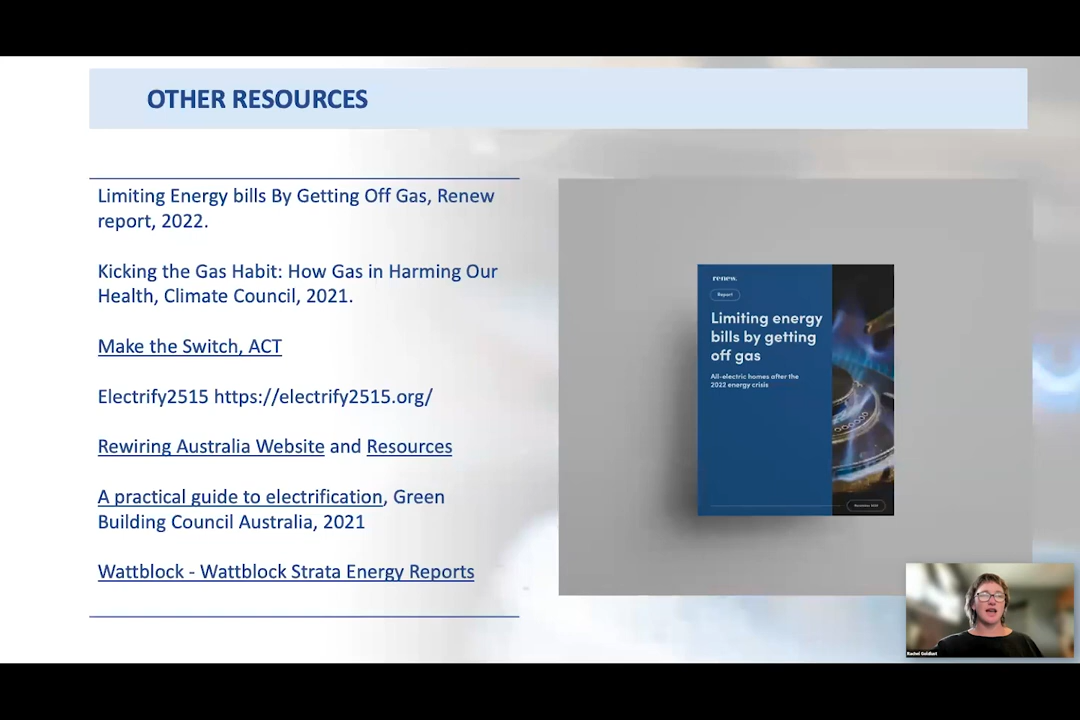 OTHER RESOURCES
Limiting Energy bills By Getting Off Gas, Renew
report, 2022.
Kicking the Gas Habit: How Gas in Harming Our
Health, Climate Council, 2021.
Make the Switch, ACT
Electrify2515 https://electrify2515.org/
Rewiring Australia Website and Resources
A practical guide to electrification, Green
Building Council Australia, 2021
Wattblock - Wattblock Strata Energy Reports
renew.
Report
Limiting energy
bills by getting
off gas
All-electric homes after the
2022 energy crisis
Rachel Goldlust